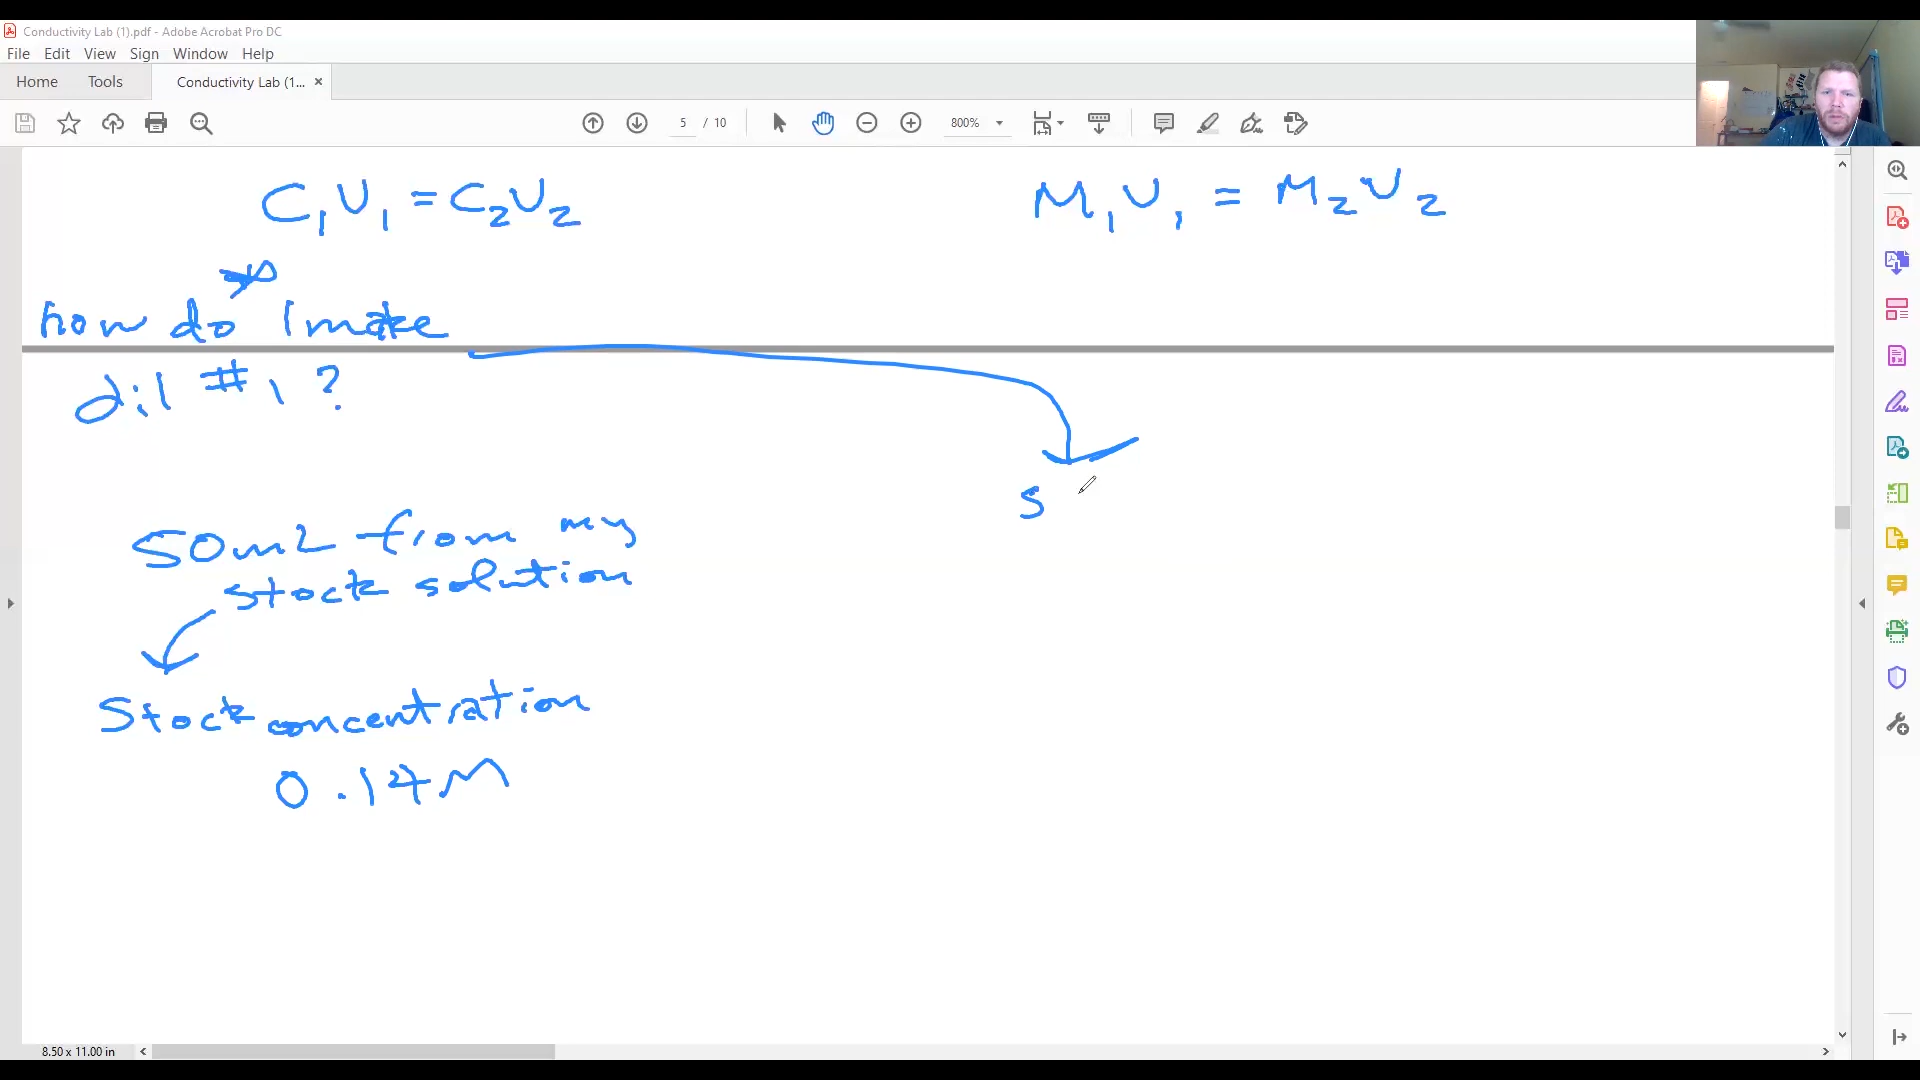 Conductivity Lab (1).pdf - Adobe Acrobat Pro DC
File Edit View Sign Window Help
Home Tools Conductivity Lab (1... ×
5 / 10 800%
C₁V₁ = C₂V₂
M₁V₁ = M₂V₂
how do I make
dil #1?
50mL from my
stock solution
Stock concentration
0.14M
S
8.50 x 11.00 in